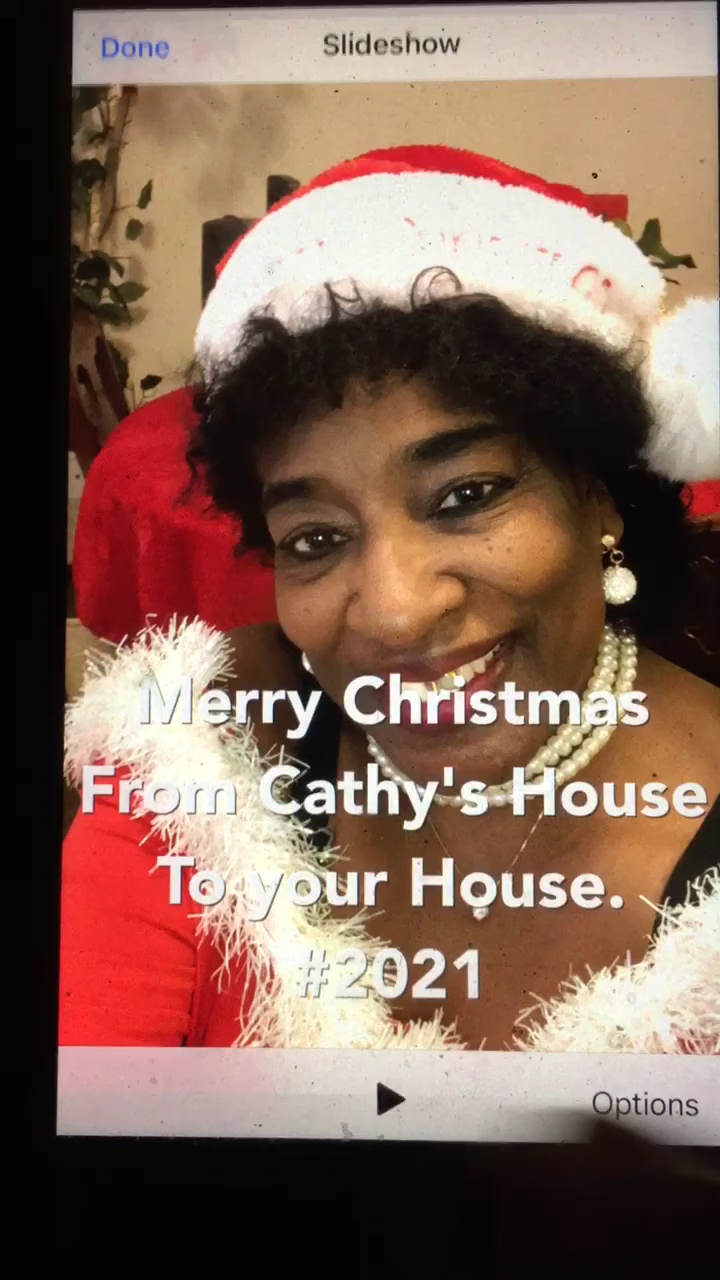 Done
Slideshow
Merry Christmas
From Cathy's House
To your House.
#2021
Options